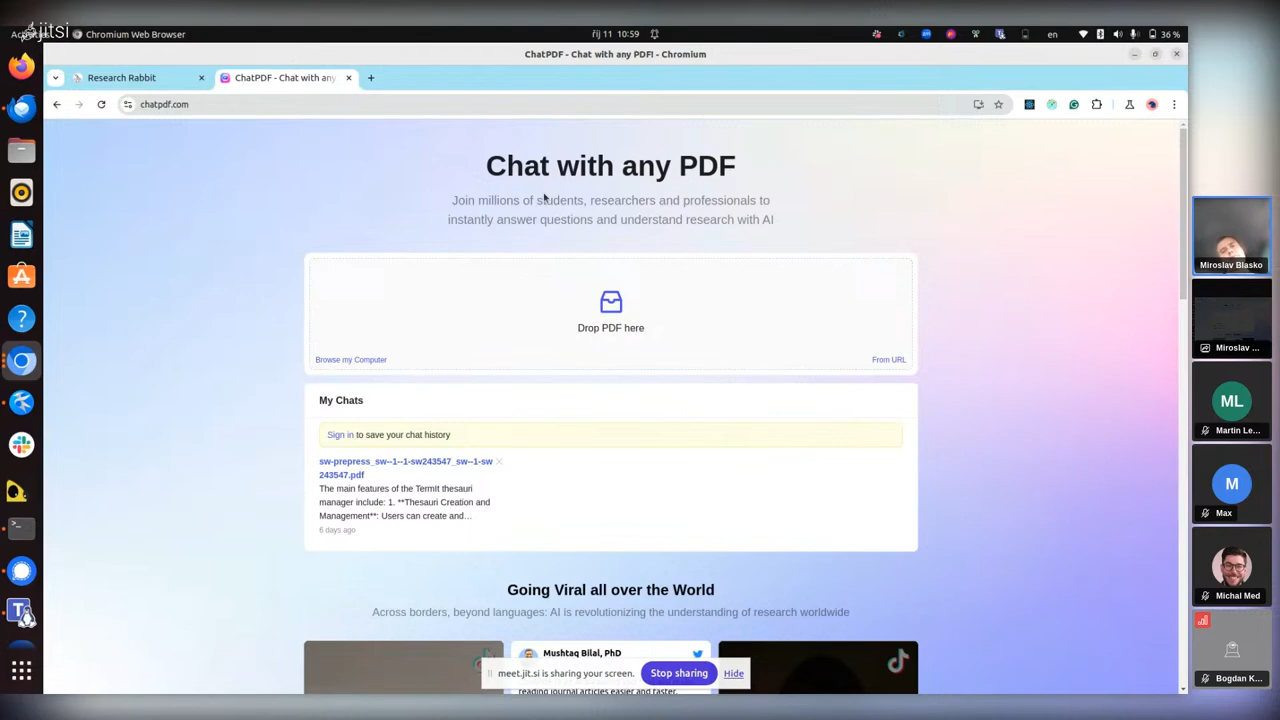 jitsi
Chromium Web Browser
říj 11 10:59
en
36 %
ChatPDF - Chat with any PDF! - Chromium
Research Rabbit
ChatPDF - Chat with any
chatpdf.com
Chat with any PDF
Join millions of students, researchers and professionals to
instantly answer questions and understand research with AI
Drop PDF here
Browse my Computer
From URL
My Chats
Sign in to save your chat history
sw-prepress_sw--1--1-sw243547_sw--1-sw
243547.pdf
The main features of the TermIt thesauri
manager include: 1. **Thesauri Creation and
Management**: Users can create and...
6 days ago
Going Viral all over the World
Across borders, beyond languages: AI is revolutionizing the understanding of research worldwide
Mushtaq Bilal, PhD
reading journal articles easier and faster.
meet.jit.si is sharing your screen.
Stop sharing
Hide
Miroslav Blasko
Miroslav ...
ML
Martin Le...
M
Max
Michal Med
Bogdan K...